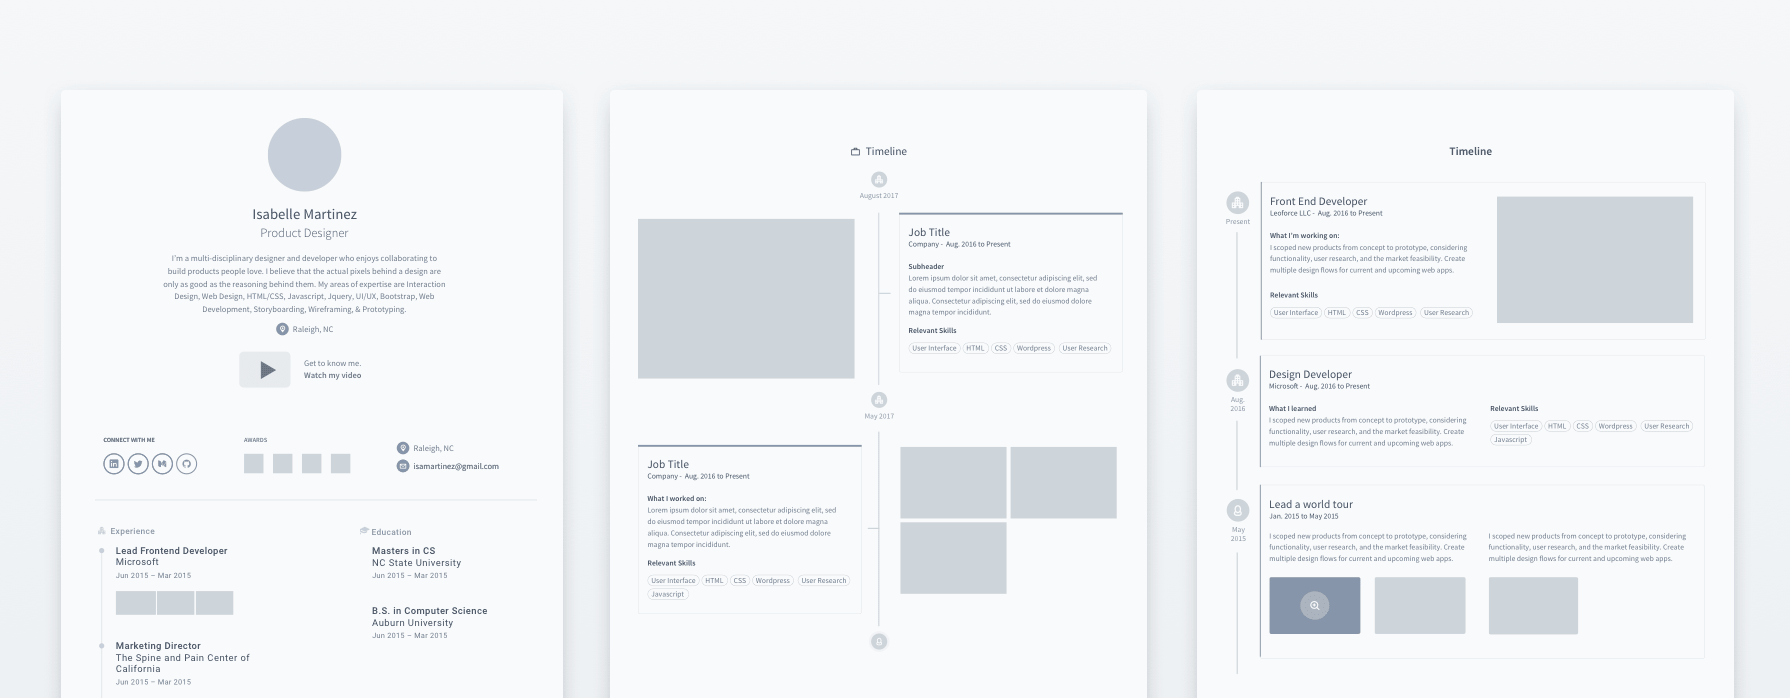 Isabelle Martinez
Product Designer
I'm a multi-disciplinary designer and developer who enjoys collaborating to
build products people love. I believe that the actual pixels behind a design are
only as good as the reasoning behind them. My areas of expertise are Interaction
Design, Web Design, HTML/CSS, Javascript, Jquery, UI/UX, Bootstrap, Web
Development, Storyboarding, Wireframing, & Prototyping.
Raleigh, NC
Get to know me.
Watch my video
CONNECT WITH ME
AWARDS
Raleigh, NC
isamartinez@gmail.com
Experience
Lead Frontend Developer
Microsoft
Jun 2015 – Mar 2015
Marketing Director
The Spine and Pain Center of
California
Jun 2015 – Mar 2015
Education
Masters in CS
NC State University
Jun 2015 – Mar 2015
B.S. in Computer Science
Auburn University
Jun 2015 – Mar 2015
Timeline
August 2017
Job Title
Company - Aug. 2016 to Present
Subheader
Lorem ipsum dolor sit amet, consectetur adipiscing elit, sed
do eiusmod tempor incididunt ut labore et dolore magna
aliqua. Consectetur adipiscing elit, sed do eiusmod dolore
magna tempor incididunt.
Relevant Skills
User Interface HTML CSS Wordpress User Research
May 2017
Job Title
Company - Aug. 2016 to Present
What I worked on:
Lorem ipsum dolor sit amet, consectetur adipiscing elit, sed
do eiusmod tempor incididunt ut labore et dolore magna
aliqua. Consectetur adipiscing elit, sed do eiusmod dolore
magna tempor incididunt.
Relevant Skills
User Interface HTML CSS Wordpress User Research
Javascript
Timeline
Present
Front End Developer
Leoforce LLC - Aug. 2016 to Present
What I'm working on:
I scoped new products from concept to prototype, considering
functionality, user research, and the market feasibility. Create
multiple design flows for current and upcoming web apps.
Relevant Skills
User Interface HTML CSS Wordpress User Research
Aug.
2016
Design Developer
Microsoft - Aug. 2016 to Present
What I learned
I scoped new products from concept to prototype, considering
functionality, user research, and the market feasibility. Create
multiple design flows for current and upcoming web apps.
Relevant Skills
User Interface HTML CSS Wordpress User Research
Javascript
May
2015
Lead a world tour
Jan. 2015 to May 2015
I scoped new products from concept to prototype, considering
functionality, user research, and the market feasibility. Create
multiple design flows for current and upcoming web apps.
I scoped new products from concept to prototype, considering
functionality, user research, and the market feasibility. Create
multiple design flows for current and upcoming web apps.